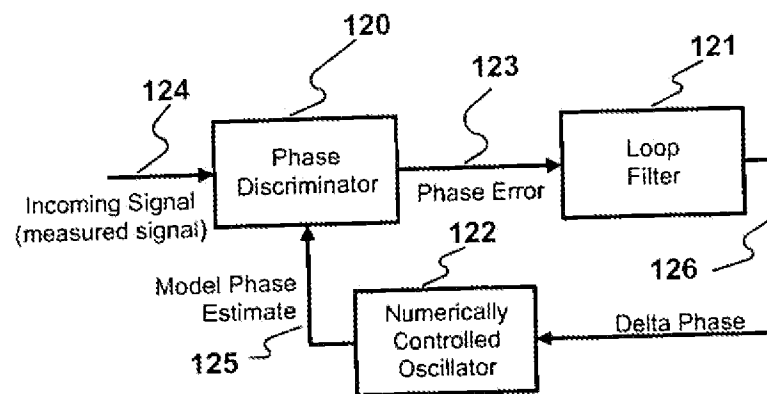 120
121
124
123
Phase
Discriminator
Loop
Filter
Incoming Signal
(measured signal)
Phase Error
122
126
Model Phase
Estimate
Numerically
Controlled
Oscillator
Delta Phase
125